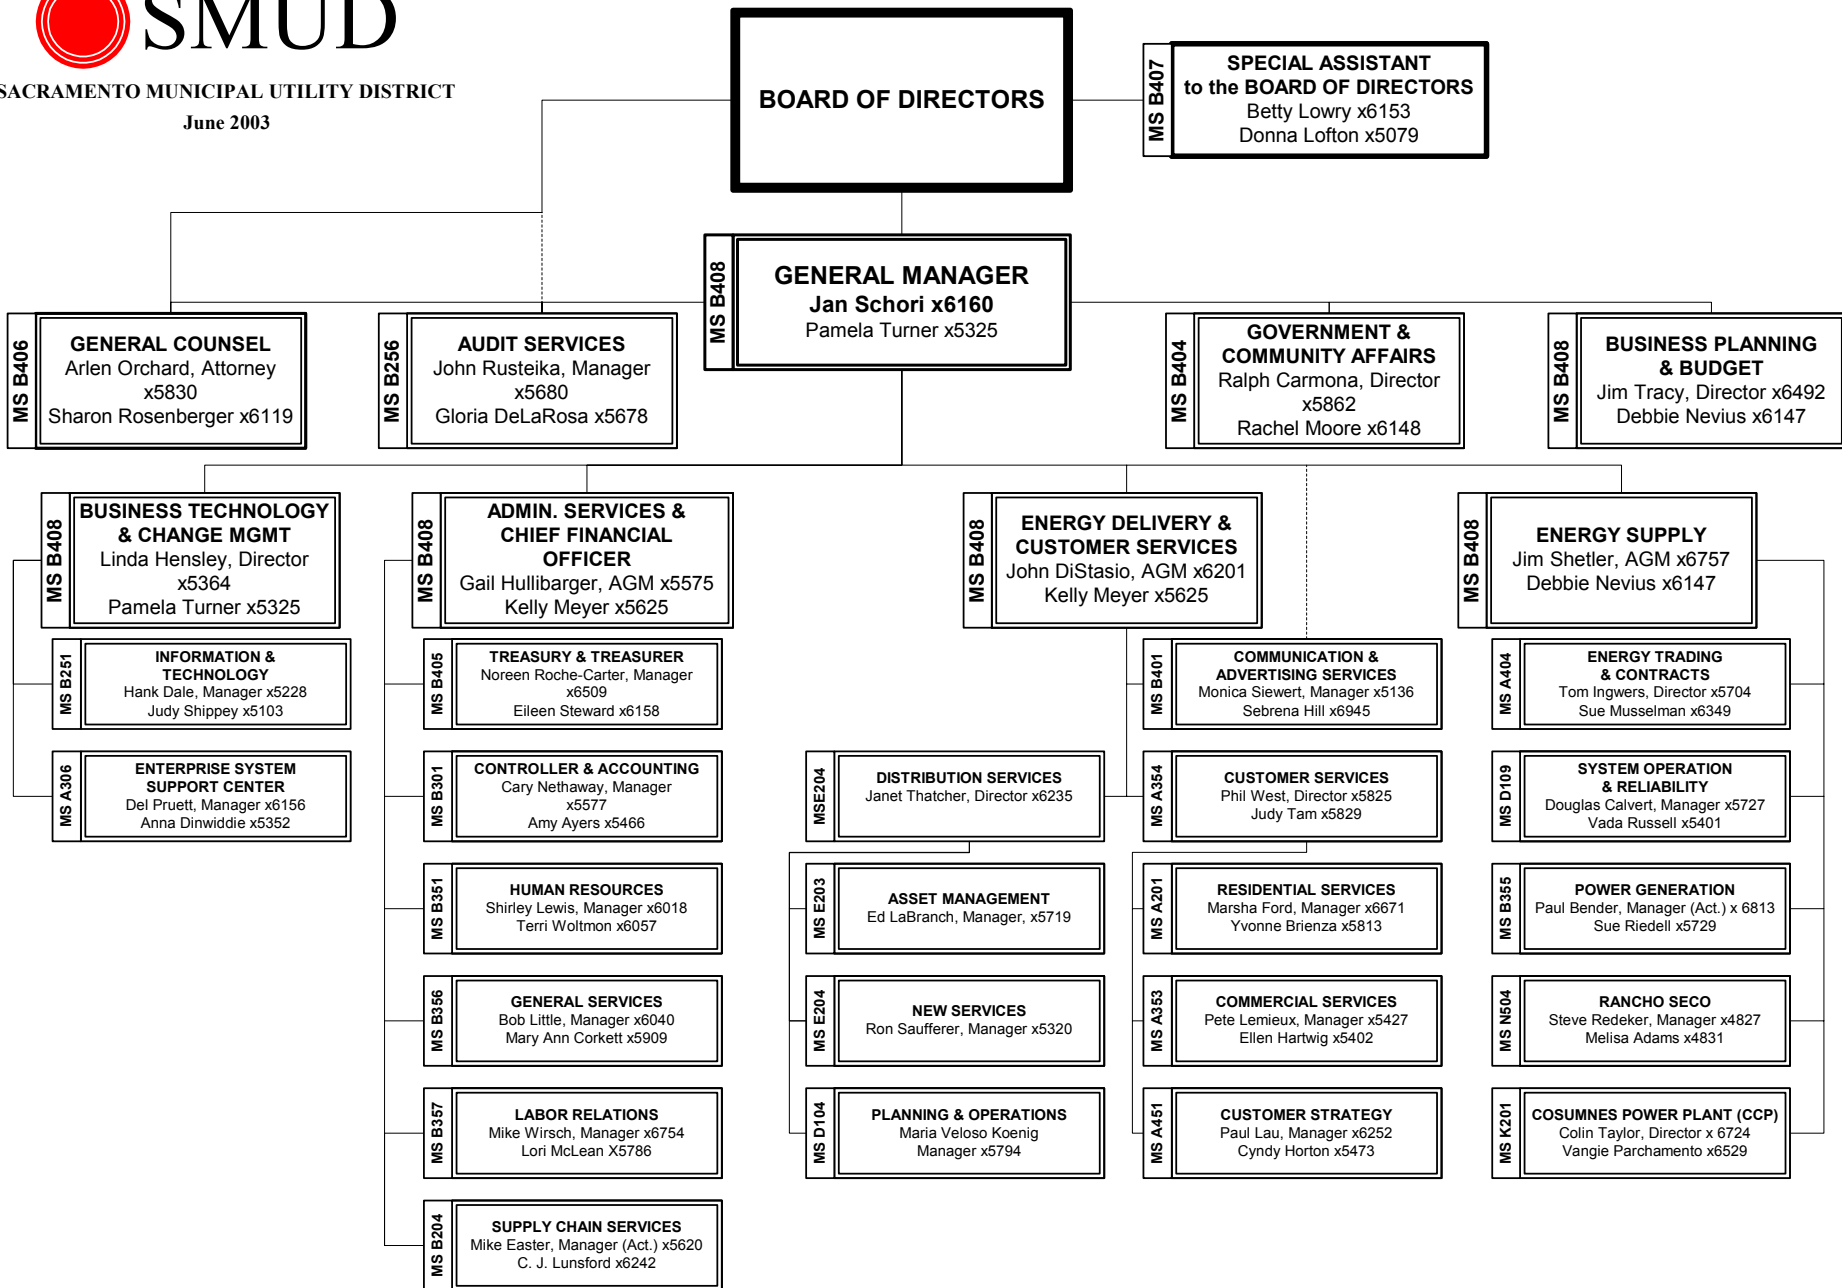 SMUD
SACRAMENTO MUNICIPAL UTILITY DISTRICT
June 2003
BOARD OF DIRECTORS
MS B407
SPECIAL ASSISTANT
to the BOARD OF DIRECTORS
Betty Lowry x6153
Donna Lofton x5079
MS B408
GENERAL MANAGER
Jan Schori x6160
Pamela Turner x5325
MS B406
GENERAL COUNSEL
Arlen Orchard, Attorney
x5830
Sharon Rosenberger x6119
MS B256
AUDIT SERVICES
John Rusteika, Manager
x5680
Gloria DeLaRosa x5678
MS B404
GOVERNMENT &
COMMUNITY AFFAIRS
Ralph Carmona, Director
x5862
Rachel Moore x6148
MS B408
BUSINESS PLANNING
& BUDGET
Jim Tracy, Director x6492
Debbie Nevius x6147
MS B408
BUSINESS TECHNOLOGY
& CHANGE MGMT
Linda Hensley, Director
x5364
Pamela Turner x5325
MS B408
ADMIN. SERVICES &
CHIEF FINANCIAL
OFFICER
Gail Hullibarger, AGM x5575
Kelly Meyer x5625
MS B408
ENERGY DELIVERY &
CUSTOMER SERVICES
John DiStasio, AGM x6201
Kelly Meyer x5625
MS B408
ENERGY SUPPLY
Jim Shetler, AGM x6757
Debbie Nevius x6147
MS B251
INFORMATION &
TECHNOLOGY
Hank Dale, Manager x5228
Judy Shippey x5103
MS B405
TREASURY & TREASURER
Noreen Roche-Carter, Manager
x6509
Eileen Steward x6158
MS B401
COMMUNICATION &
ADVERTISING SERVICES
Monica Siewert, Manager x5136
Sebrena Hill x6945
MS A404
ENERGY TRADING
& CONTRACTS
Tom Ingwers, Director x5704
Sue Musselman x6349
MS A306
ENTERPRISE SYSTEM
SUPPORT CENTER
Del Pruett, Manager x6156
Anna Dinwiddie x5352
MS B301
CONTROLLER & ACCOUNTING
Cary Nethaway, Manager
x5577
Amy Ayers x5466
MSE204
DISTRIBUTION SERVICES
Janet Thatcher, Director x6235
MS A354
CUSTOMER SERVICES
Phil West, Director x5825
Judy Tam x5829
MS D109
SYSTEM OPERATION
& RELIABILITY
Douglas Calvert, Manager x5727
Vada Russell x5401
MS B351
HUMAN RESOURCES
Shirley Lewis, Manager x6018
Terri Woltmon x6057
MS E203
ASSET MANAGEMENT
Ed LaBranch, Manager, x5719
MS A201
RESIDENTIAL SERVICES
Marsha Ford, Manager x6671
Yvonne Brienza x5813
MS B355
POWER GENERATION
Paul Bender, Manager (Act.) x 6813
Sue Riedell x5729
MS B356
GENERAL SERVICES
Bob Little, Manager x6040
Mary Ann Corkett x5909
MS E204
NEW SERVICES
Ron Saufferer, Manager x5320
MS A353
COMMERCIAL SERVICES
Pete Lemieux, Manager x5427
Ellen Hartwig x5402
MS N504
RANCHO SECO
Steve Redeker, Manager x4827
Melisa Adams x4831
MS B357
LABOR RELATIONS
Mike Wirsch, Manager x6754
Lori McLean X5786
MS D104
PLANNING & OPERATIONS
Maria Veloso Koenig
Manager x5794
MS A451
CUSTOMER STRATEGY
Paul Lau, Manager x6252
Cyndy Horton x5473
MS K201
COSUMNES POWER PLANT (CCP)
Colin Taylor, Director x 6724
Vangie Parchamento x6529
MS B204
SUPPLY CHAIN SERVICES
Mike Easter, Manager (Act.) x5620
C. J. Lunsford x6242